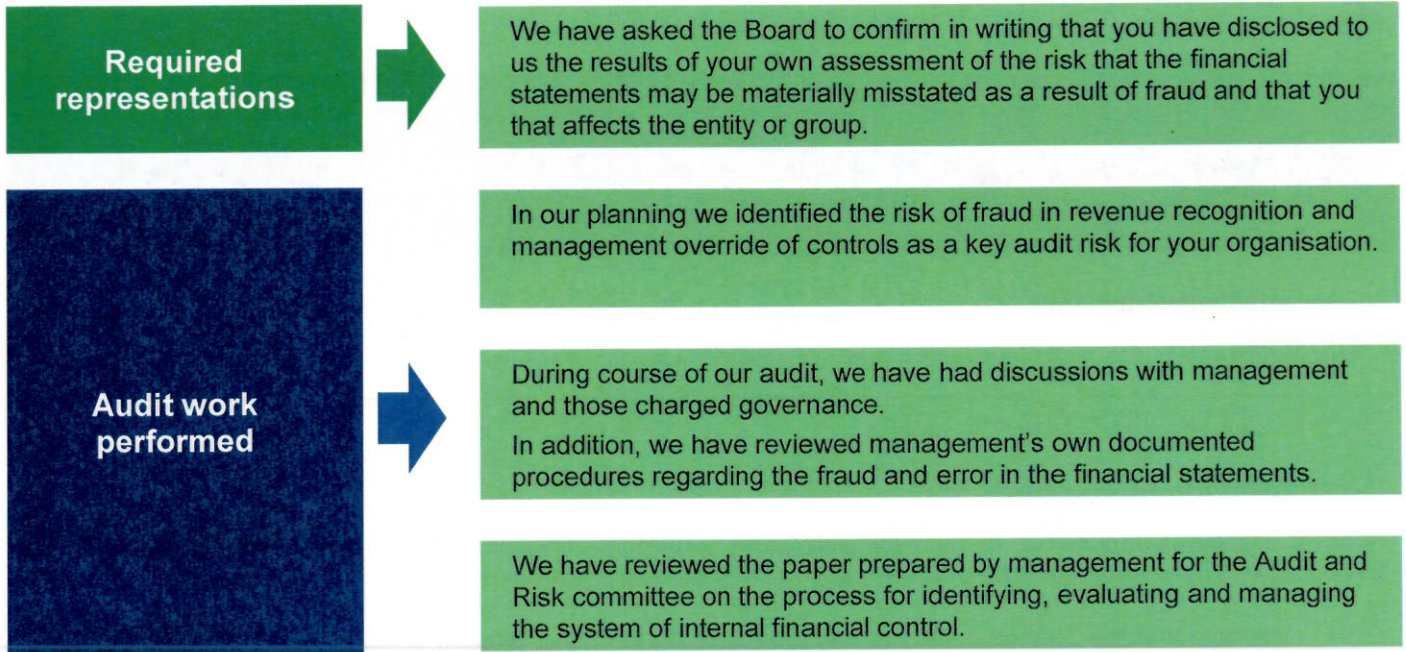 Required
representations
We have asked the Board to confirm in writing that you have disclosed to
us the results of your own assessment of the risk that the financial
statements may be materially misstated as a result of fraud and that you
that affects the entity or group.
In our planning we identified the risk of fraud in revenue recognition and
management override of controls as a key audit risk for your organisation.
Audit work
performed
During course of our audit, we have had discussions with management
and those charged governance.
In addition, we have reviewed management's own documented
procedures regarding the fraud and error in the financial statements.
We have reviewed the paper prepared by management for the Audit and
Risk committee on the process for identifying, evaluating and managing
the system of internal financial control.